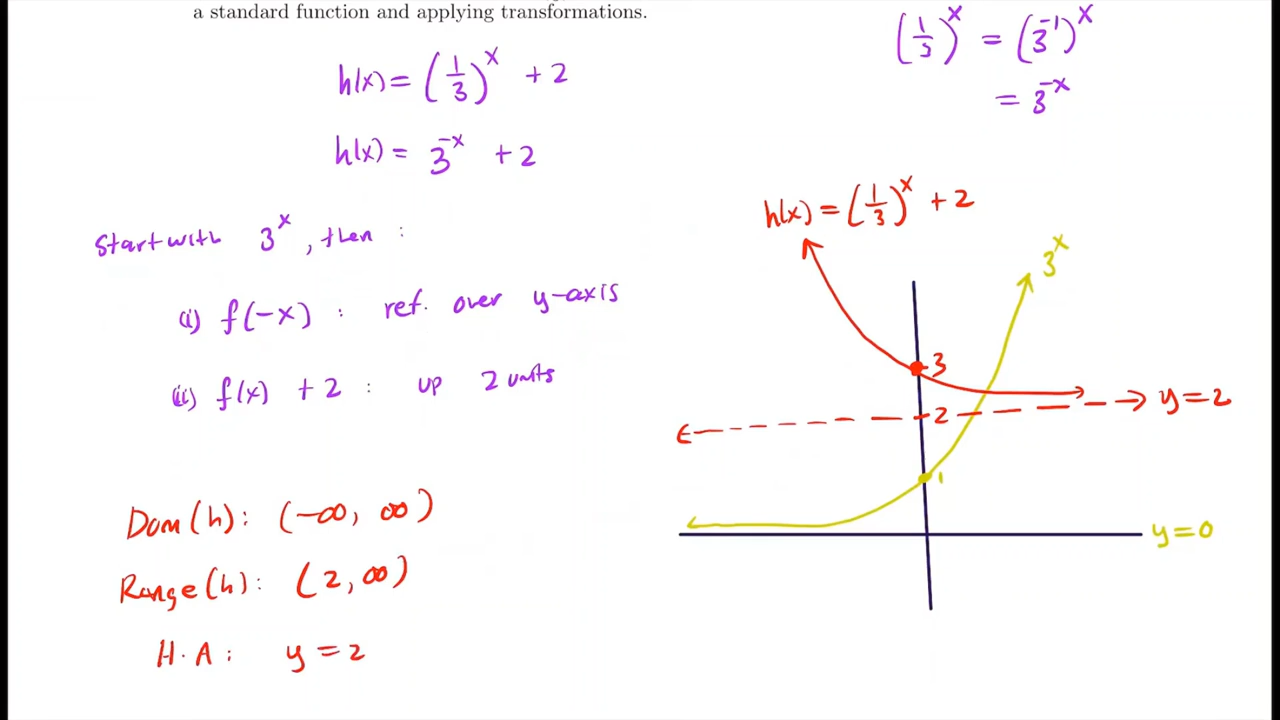 a standard function and applying transformations.
h(x) = (1/3)^x + 2
h(x) = 3^-x + 2
Start with 3^x, then :
(i) f(-x) : ref. over y-axis
(ii) f(x) + 2 : up 2 units
Dom(h): (-∞, ∞)
Range(h): (2, ∞)
H.A: y = 2
(1/3)^x = (3^-1)^x
= 3^-x
h(x) = (1/3)^x + 2
3^x
3
y=2
2
1
y=0